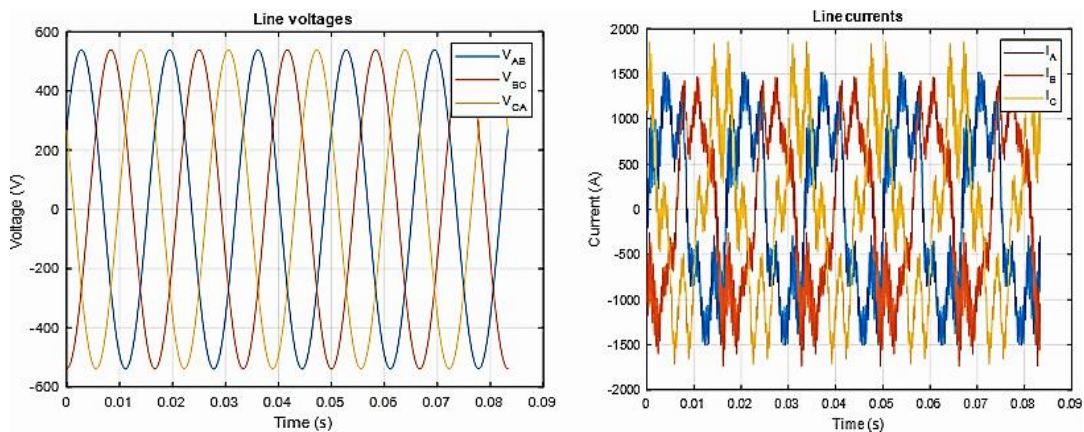 Line voltages
600
400
200
0
-200
-400
-600
Voltage (V)
0 0.01 0.02 0.03 0.04 0.05 0.06 0.07 0.08 0.09
Time (s)
VAB
VBC
VCA
Line currents
2000
1500
1000
500
0
-500
-1000
-1500
-2000
Current (A)
0 0.01 0.02 0.03 0.04 0.05 0.06 0.07 0.08 0.09
Time (s)
IA
IB
IC